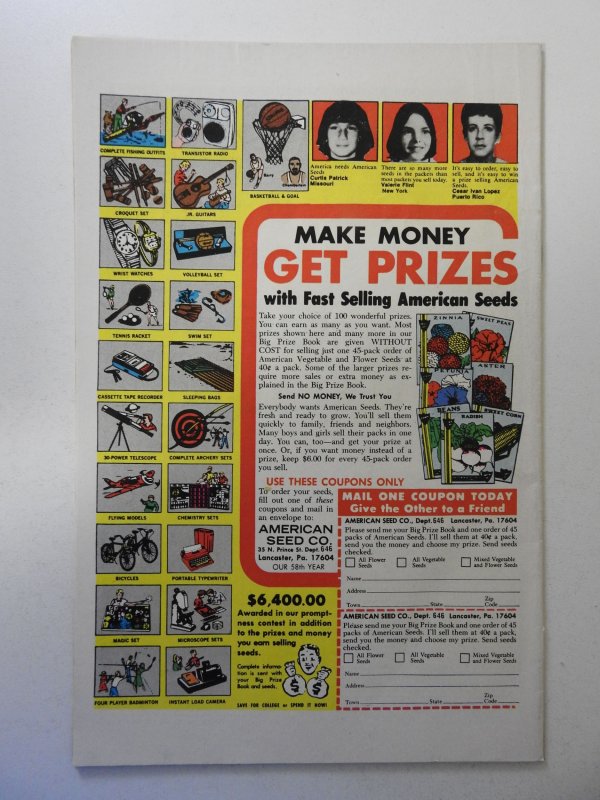 COMPLETE FISHING OUTFITS
TRANSISTOR RADIO
CROQUET SET
JR. GUITARS
WRIST WATCHES
VOLLEYBALL SET
TENNIS RACKET
SWIM SET
CASSETTE TAPE RECORDER
SLEEPING BAGS
30-POWER TELESCOPE
COMPLETE ARCHERY SETS
FLYING MODELS
CHEMISTRY SETS
BICYCLES
PORTABLE TYPEWRITER
MAGIC SET
MICROSCOPE SETS
FOUR PLAYER BADMINTON
INSTANT LOAD CAMERA
Barry
Chamberlain
BASKETBALL & GOAL
America needs American
Seeds
Curtis Patrick
Missouri
There are so many more
seeds in the packets than
most packets you sell today.
Valerie Flint
New York
It's easy to order, easy to
sell, and it's easy to win
a prize selling American
Seeds.
Cesar Ivan Lopez
Puerto Rico
MAKE MONEY
GET PRIZES
with Fast Selling American Seeds
Take your choice of 100 wonderful prizes.
You can earn as many as you want. Most
prizes shown here and many more in our
Big Prize Book are given WITHOUT
COST for selling just one 45-pack order of
American Vegetable and Flower Seeds at
40¢ a pack. Some of the larger prizes re-
quire more sales or extra money as ex-
plained in the Big Prize Book.
Send NO MONEY, We Trust You
Everybody wants American Seeds. They're
fresh and ready to grow. You'll sell them
quickly to family, friends and neighbors.
Many boys and girls sell their packs in one
day. You can, too—and get your prize at
once. Or, if you want money instead of a
prize, keep $6.00 for every 45-pack order
you sell.
ZINNIA
SWEET PEAS
PETUNIA
ASTER
BEANS
RADISH
SWEET CORN
USE THESE COUPONS ONLY
To order your seeds,
fill out one of these
coupons and mail in
an envelope to:
AMERICAN
SEED CO.
35 N. Prince St. Dept. 646
Lancaster, Pa. 17604
OUR 58th YEAR
$6,400.00
Awarded in our prompt-
ness contest in addition
to the prizes and money
you earn selling
seeds.
Complete informa-
tion is sent with
your Big Prize
Book and seeds.
$ $
SAVE FOR COLLEGE or SPEND IT NOW!
MAIL ONE COUPON TODAY
Give the Other to a Friend
AMERICAN SEED CO., Dept. 646 Lancaster, Pa. 17604
Please send me your Big Prize Book and one order of 45
packs of American Seeds. I'll sell them at 40¢ a pack,
send you the money and choose my prize. Send seeds
checked.
All Flower
Seeds
All Vegetable
Seeds
Mixed Vegetable
and Flower Seeds
Name
Address
Zip
Town State Code
AMERICAN SEED CO., Dept. 646 Lancaster, Pa. 17604
Please send me your Big Prize Book and one order of 45
packs of American Seeds. I'll sell them at 40¢ a pack,
send you the money and choose my prize. Send seeds
checked.
All Flower
Seeds
All Vegetable
Seeds
Mixed Vegetable
and Flower Seeds
Name
Address
Zip
Town State Code